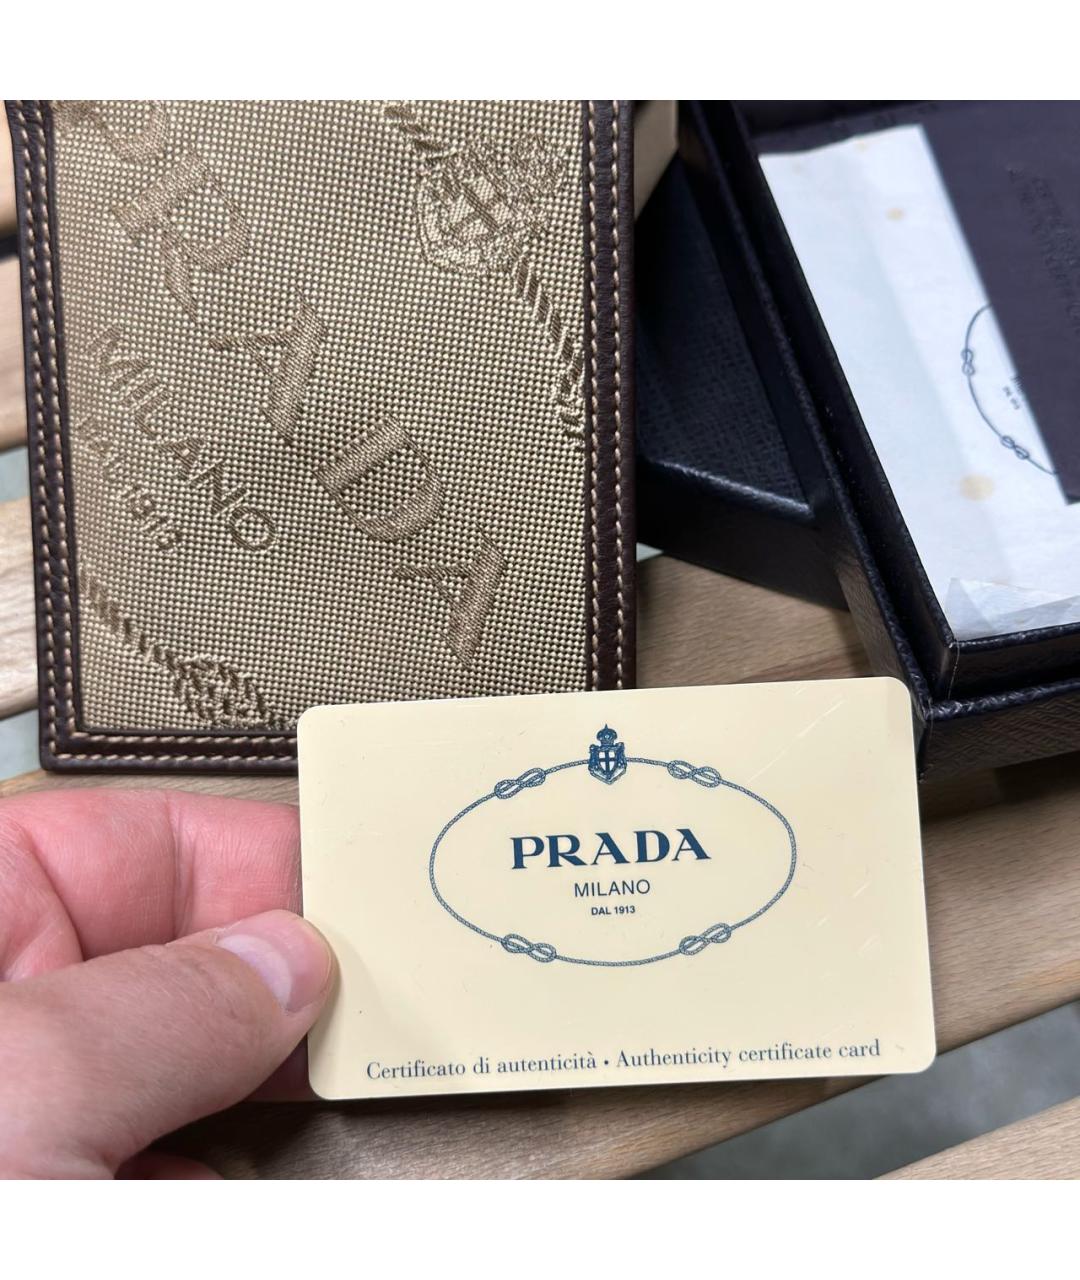 PRADA
MILANO
DAL 1913
PRADA
MILANO
DAL 1913
Certificato di autenticità • Authenticity certificate card